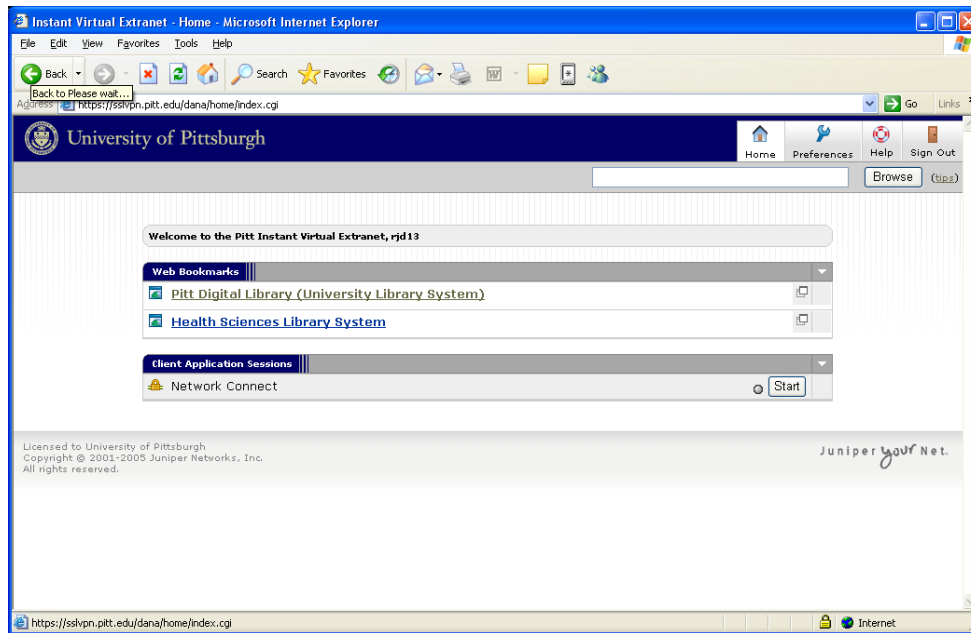 Instant Virtual Extranet - Home - Microsoft Internet Explorer
File Edit View Favorites Tools Help
Back Search Favorites
Back to Please wait...
Address https://sslvpn.pitt.edu/dana/home/index.cgi Go Links
University of Pittsburgh
Home Preferences Help Sign Out
Browse (tips)
Welcome to the Pitt Instant Virtual Extranet, rjd13
Web Bookmarks
Pitt Digital Library (University Library System)
Health Sciences Library System
Client Application Sessions
Network Connect Start
Licensed to University of Pittsburgh
Copyright © 2001-2005 Juniper Networks, Inc.
All rights reserved.
Juniper your Net.
https://sslvpn.pitt.edu/dana/home/index.cgi Internet